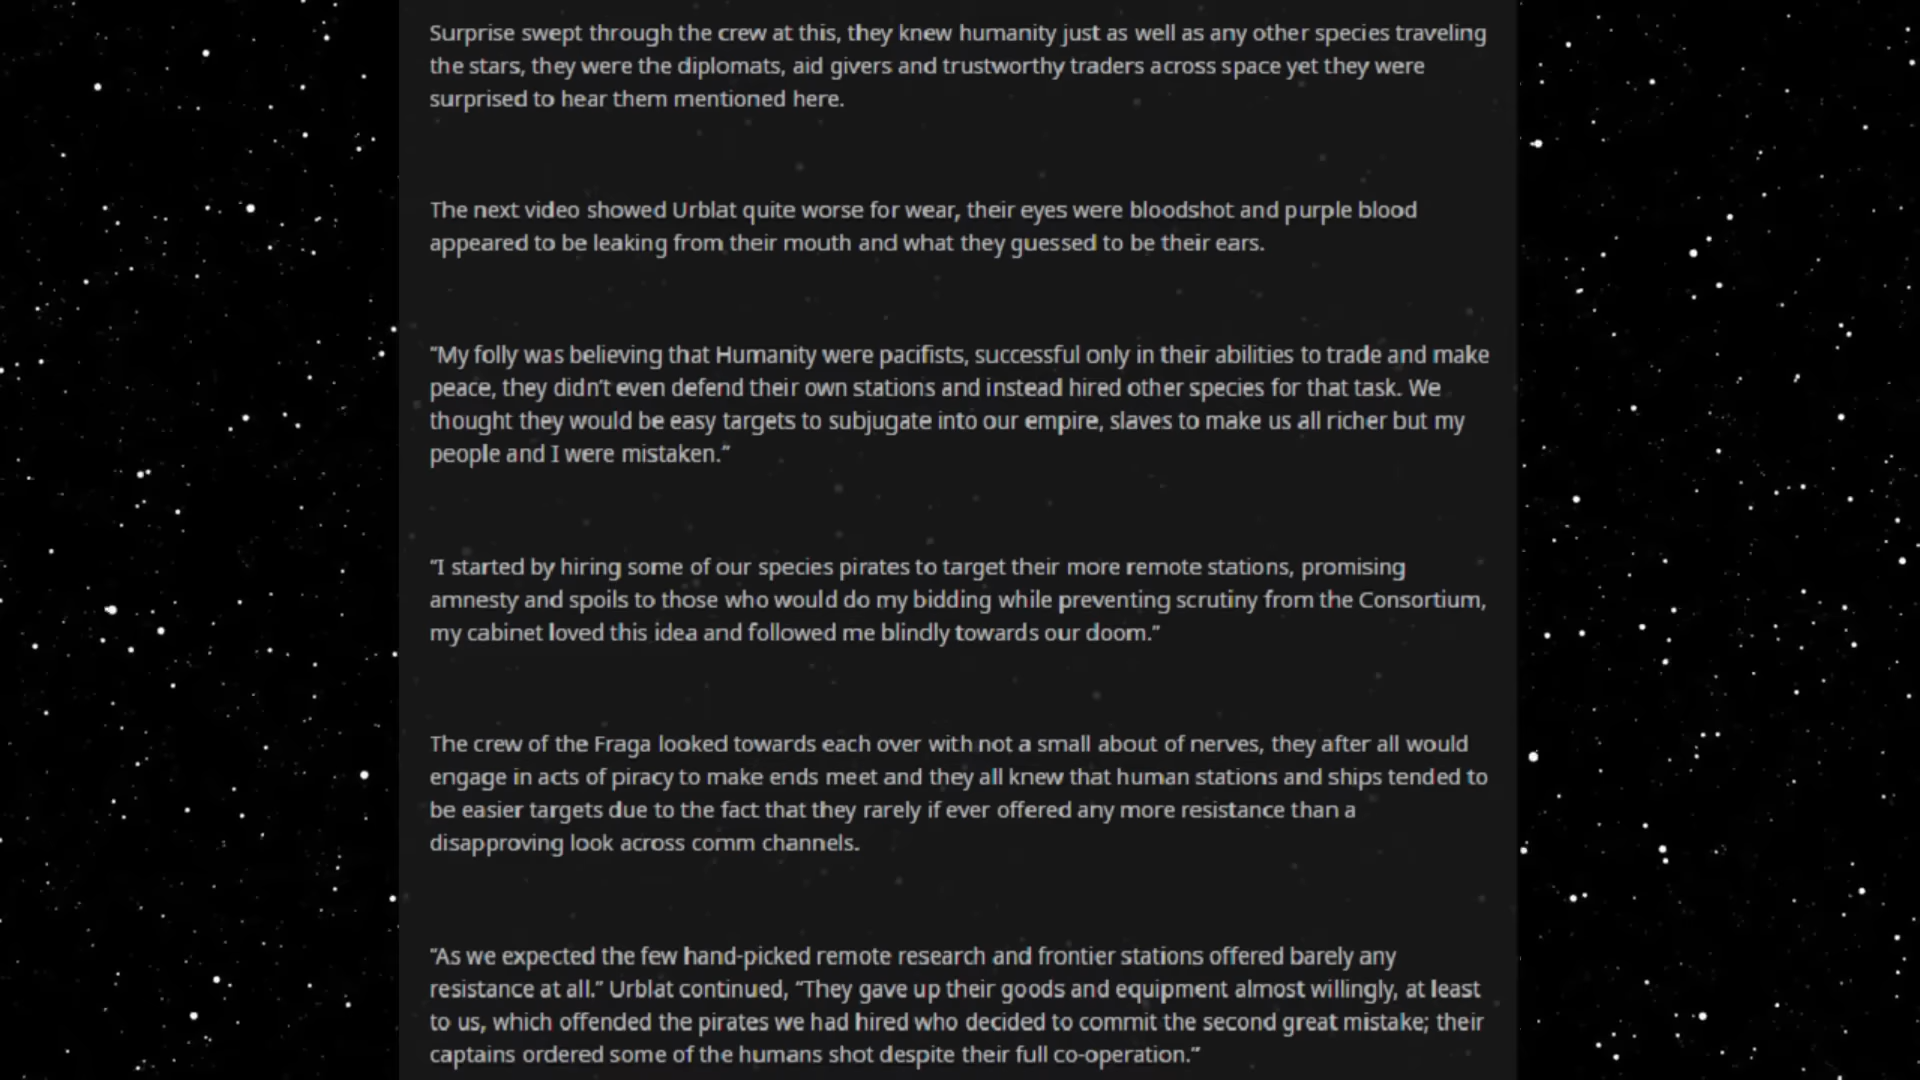 Surprise swept through the crew at this, they knew humanity just as well as any other species traveling
the stars, they were the diplomats, aid givers and trustworthy traders across space yet they were
surprised to hear them mentioned here.
The next video showed Urblat quite worse for wear, their eyes were bloodshot and purple blood
appeared to be leaking from their mouth and what they guessed to be their ears.
“My folly was believing that Humanity were pacifists, successful only in their abilities to trade and make
peace, they didn’t even defend their own stations and instead hired other species for that task. We
thought they would be easy targets to subjugate into our empire, slaves to make us all richer but my
people and I were mistaken.”
“I started by hiring some of our species pirates to target their more remote stations, promising
amnesty and spoils to those who would do my bidding while preventing scrutiny from the Consortium,
my cabinet loved this idea and followed me blindly towards our doom.”
The crew of the Fraga looked towards each over with not a small about of nerves, they after all would
engage in acts of piracy to make ends meet and they all knew that human stations and ships tended to
be easier targets due to the fact that they rarely if ever offered any more resistance than a
disapproving look across comm channels.
“As we expected the few hand-picked remote research and frontier stations offered barely any
resistance at all.” Urblat continued, “They gave up their goods and equipment almost willingly, at least
to us, which offended the pirates we had hired who decided to commit the second great mistake; their
captains ordered some of the humans shot despite their full co-operation.”